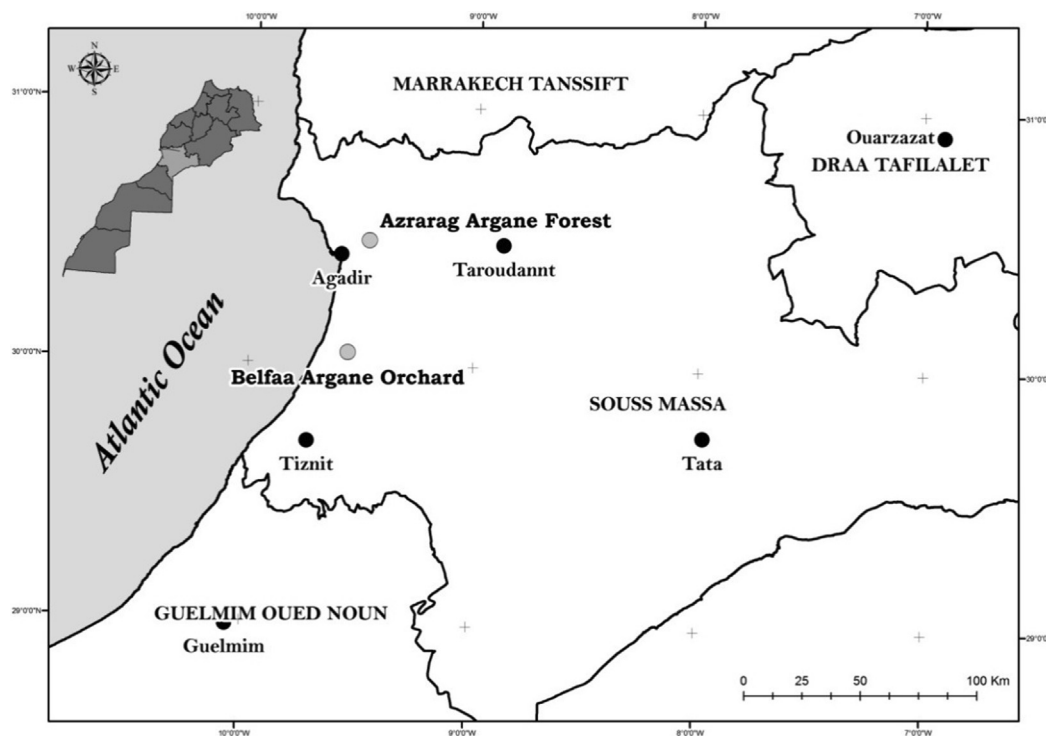 10°0'0"W
9°0'0"W
8°0'0"W
7°0'0"W
N
W E
S
31°0'0"N
31°0'0"N
MARRAKECH TANSSIFT
Ouarzazat
DRAA TAFILALET
Azrarag Argane Forest
Agadir
Taroudannt
Atlantic Ocean
30°0'0"N
30°0'0"N
Belfaa Argane Orchard
SOUSS MASSA
Tiznit
Tata
29°0'0"N
29°0'0"N
GUELMIM OUED NOUN
Guelmim
0 25 50 100 Km
10°0'0"W
9°0'0"W
8°0'0"W
7°0'0"W